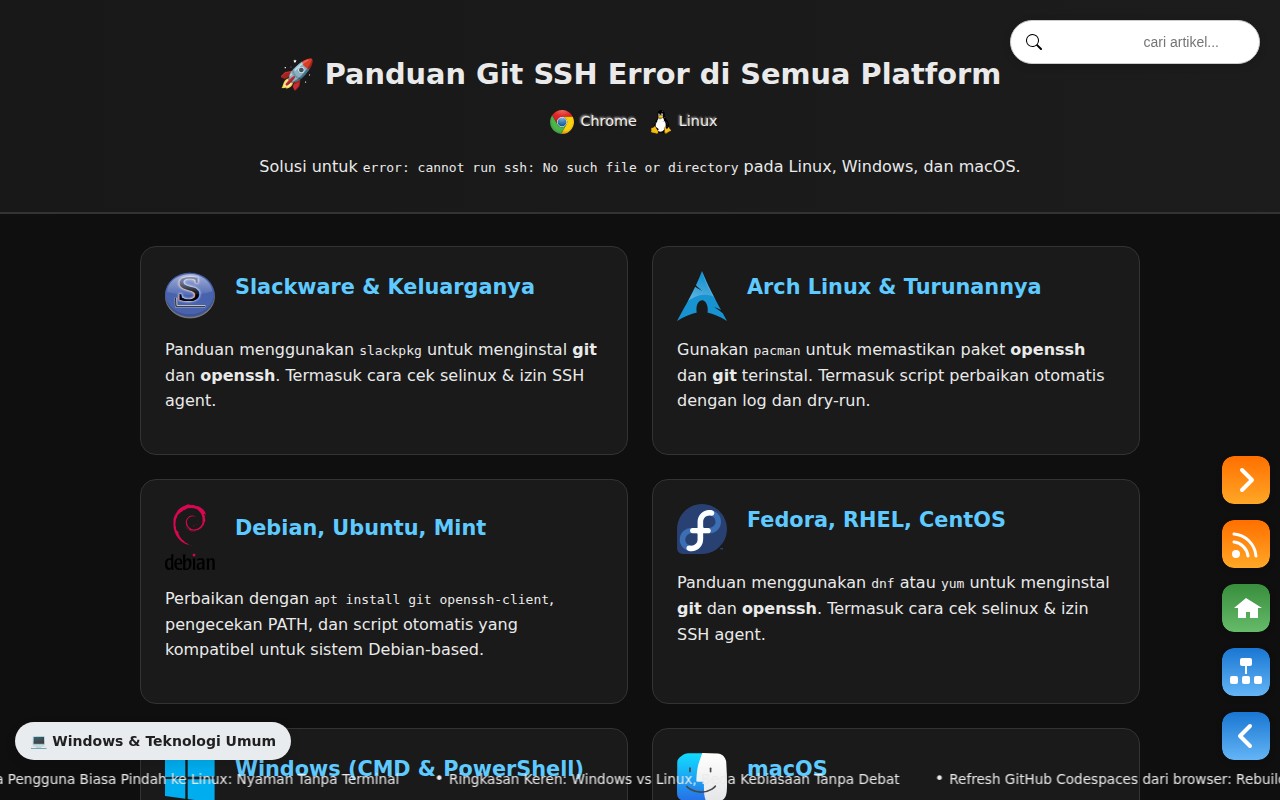 cari artikel...
🚀 Panduan Git SSH Error di Semua Platform
Chrome Linux
Solusi untuk error: cannot run ssh: No such file or directory pada Linux, Windows, dan macOS.
Slackware & Keluarganya
Panduan menggunakan slackpkg untuk menginstal git
dan openssh. Termasuk cara cek selinux & izin SSH
agent.
Arch Linux & Turunannya
Gunakan pacman untuk memastikan paket openssh
dan git terinstal. Termasuk script perbaikan otomatis
dengan log dan dry-run.
debian
Debian, Ubuntu, Mint
Perbaikan dengan apt install git openssh-client,
pengecekan PATH, dan script otomatis yang
kompatibel untuk sistem Debian-based.
Fedora, RHEL, CentOS
Panduan menggunakan dnf atau yum untuk menginstal
git dan openssh. Termasuk cara cek selinux & izin
SSH agent.
💻 Windows & Teknologi Umum
Windows (CMD & PowerShell)
macOS
Pengguna Biasa Pindah ke Linux: Nyaman Tanpa Terminal • Ringkasan Keren: Windows vs Linux, Kebiasaan Tanpa Debat • Refresh GitHub Codespaces dari browser: